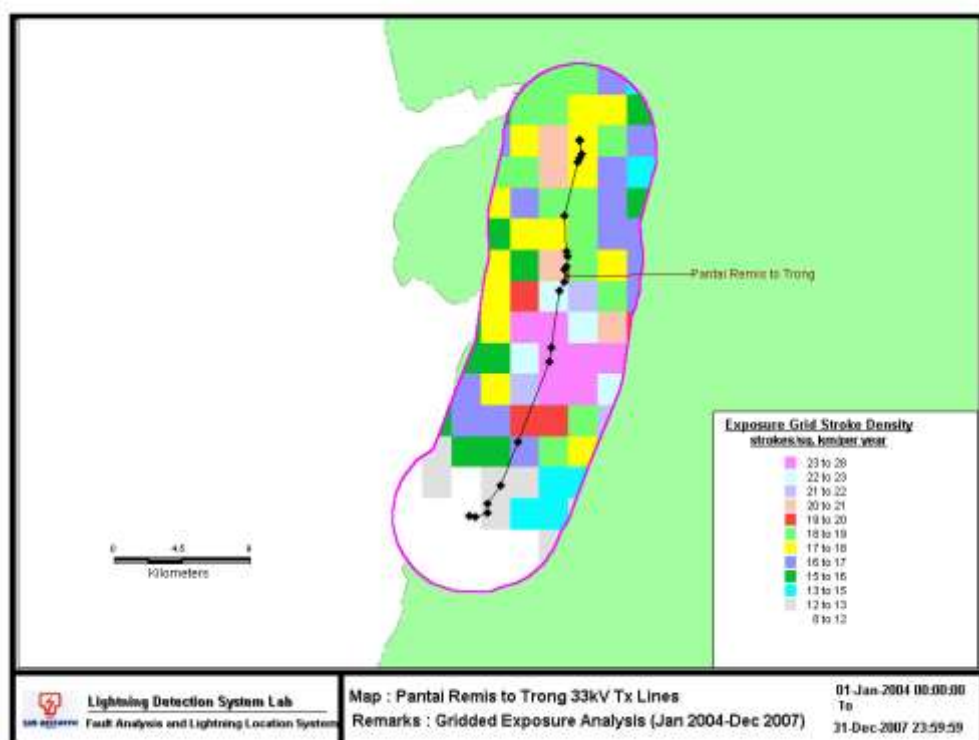 Pantai Remis to Trong
Exposure Grid Stroke Density
strokes/sq. km/per year
23 to 28
22 to 23
21 to 22
20 to 21
19 to 20
18 to 19
17 to 18
16 to 17
15 to 16
13 to 15
12 to 13
8 to 12
0 4.5 9
Kilometers
Lightning Detection System Lab
Fault Analysis and Lightning Location System
Map : Pantai Remis to Trong 33kV Tx Lines
Remarks : Gridded Exposure Analysis (Jan 2004-Dec 2007)
01-Jan-2004 00:00:00
To
31-Dec-2007 23:59:59